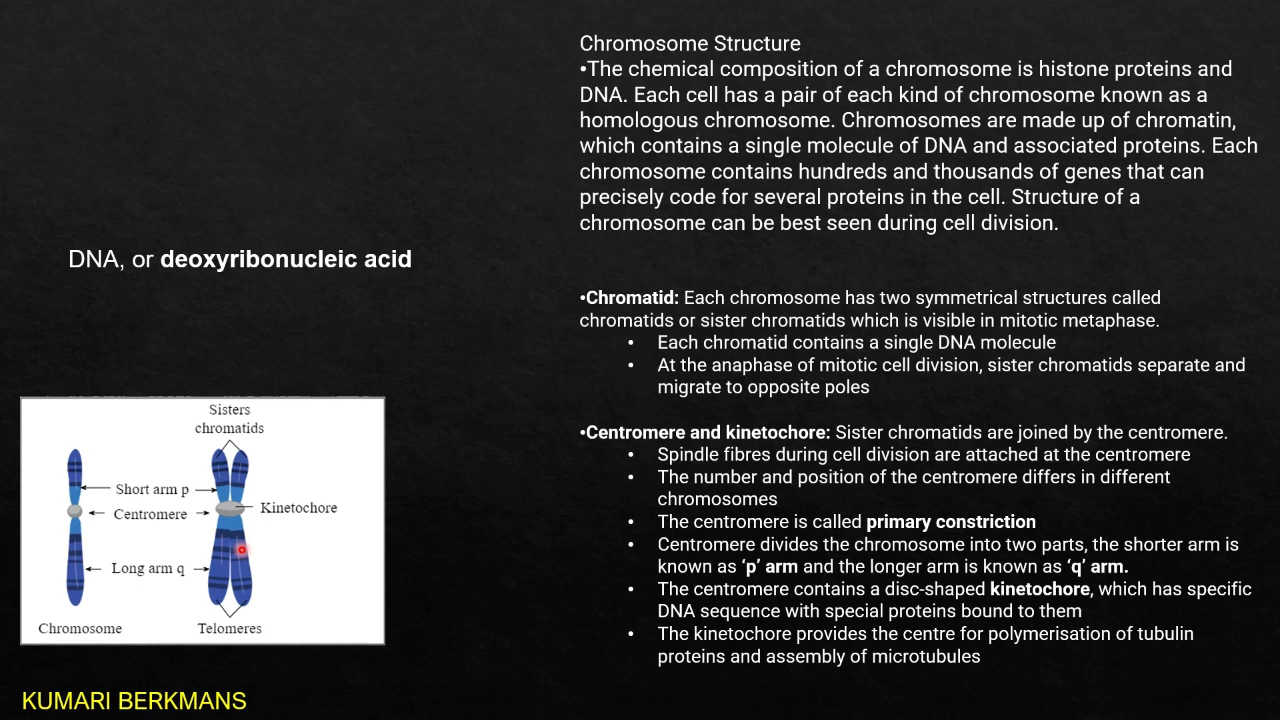 Chromosome Structure
•The chemical composition of a chromosome is histone proteins and
DNA. Each cell has a pair of each kind of chromosome known as a
homologous chromosome. Chromosomes are made up of chromatin,
which contains a single molecule of DNA and associated proteins. Each
chromosome contains hundreds and thousands of genes that can
precisely code for several proteins in the cell. Structure of a
chromosome can be best seen during cell division.
DNA, or deoxyribonucleic acid
•Chromatid: Each chromosome has two symmetrical structures called
chromatids or sister chromatids which is visible in mitotic metaphase.
• Each chromatid contains a single DNA molecule
• At the anaphase of mitotic cell division, sister chromatids separate and
migrate to opposite poles
•Centromere and kinetochore: Sister chromatids are joined by the centromere.
• Spindle fibres during cell division are attached at the centromere
• The number and position of the centromere differs in different
chromosomes
• The centromere is called primary constriction
• Centromere divides the chromosome into two parts, the shorter arm is
known as ‘p’ arm and the longer arm is known as ‘q’ arm.
• The centromere contains a disc-shaped kinetochore, which has specific
DNA sequence with special proteins bound to them
• The kinetochore provides the centre for polymerisation of tubulin
proteins and assembly of microtubules
Sisters
chromatids
Short arm p
Centromere
Kinetochore
Long arm q
Chromosome
Telomeres
KUMARI BERKMANS